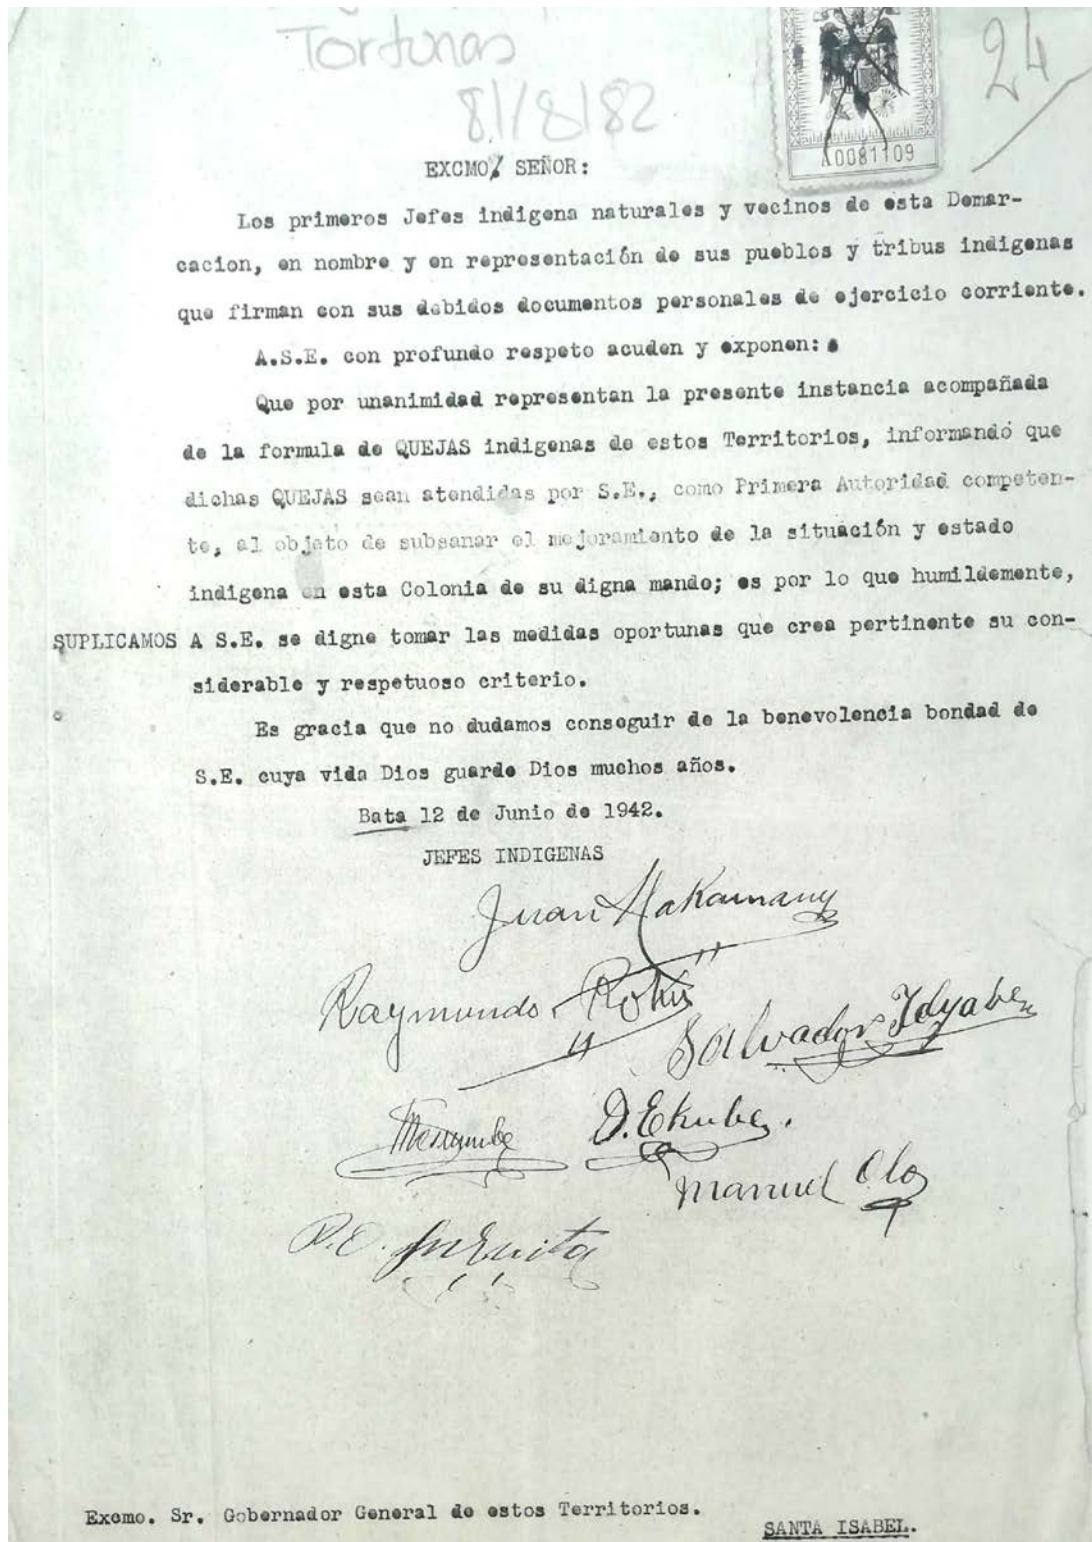 Tortunas
81/8182
24
A0081109
EXCMO/ SEÑOR:
Los primeros Jefes indigena naturales y vecinos de esta Demar-
cacion, en nombre y en representación de sus pueblos y tribus indigenas
que firman con sus debidos documentos personales de ejercicio corriente.
A.S.E. con profundo respeto acuden y exponen:
Que por unanimidad representan la presente instancia acompañada
de la formula de QUEJAS indigenas de estos Territorios, informandó que
dichas QUEJAS sean atendidas por S.E., como Primera Autoridad competen-
te, al objeto de subsanar el mejoramiento de la situación y estado
indigena en esta Colonia de su digna mando; es por lo que humildemente,
SUPLICAMOS A S.E. se digne tomar las medidas oportunas que crea pertinente su con-
siderable y respetuoso criterio.
Es gracia que no dudamos conseguir de la benevolencia bondad de
S.E. cuya vida Dios guarde Dios muchos años.
Bata 12 de Junio de 1942.
JEFES INDIGENAS
Juan
Raymundo
Salvador
D. Ekube.
Manuel
P.E.
Excmo. Sr. Gobernador General de estos Territorios.
SANTA ISABEL.